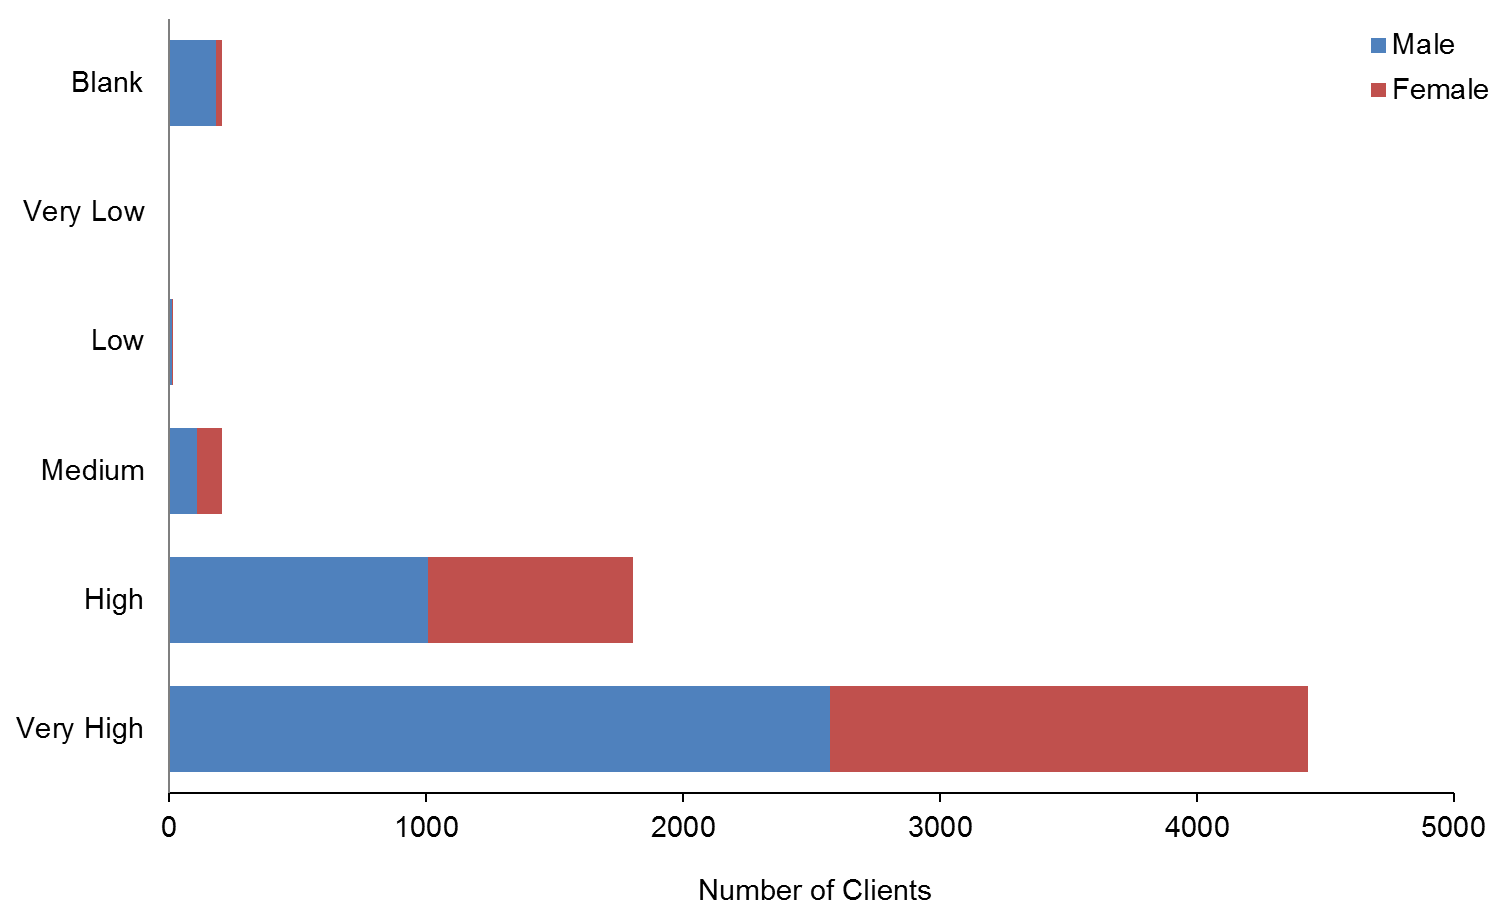 Male
Female
Blank
Very Low
Low
Medium
High
Very High
0 1000 2000 3000 4000 5000
Number of Clients